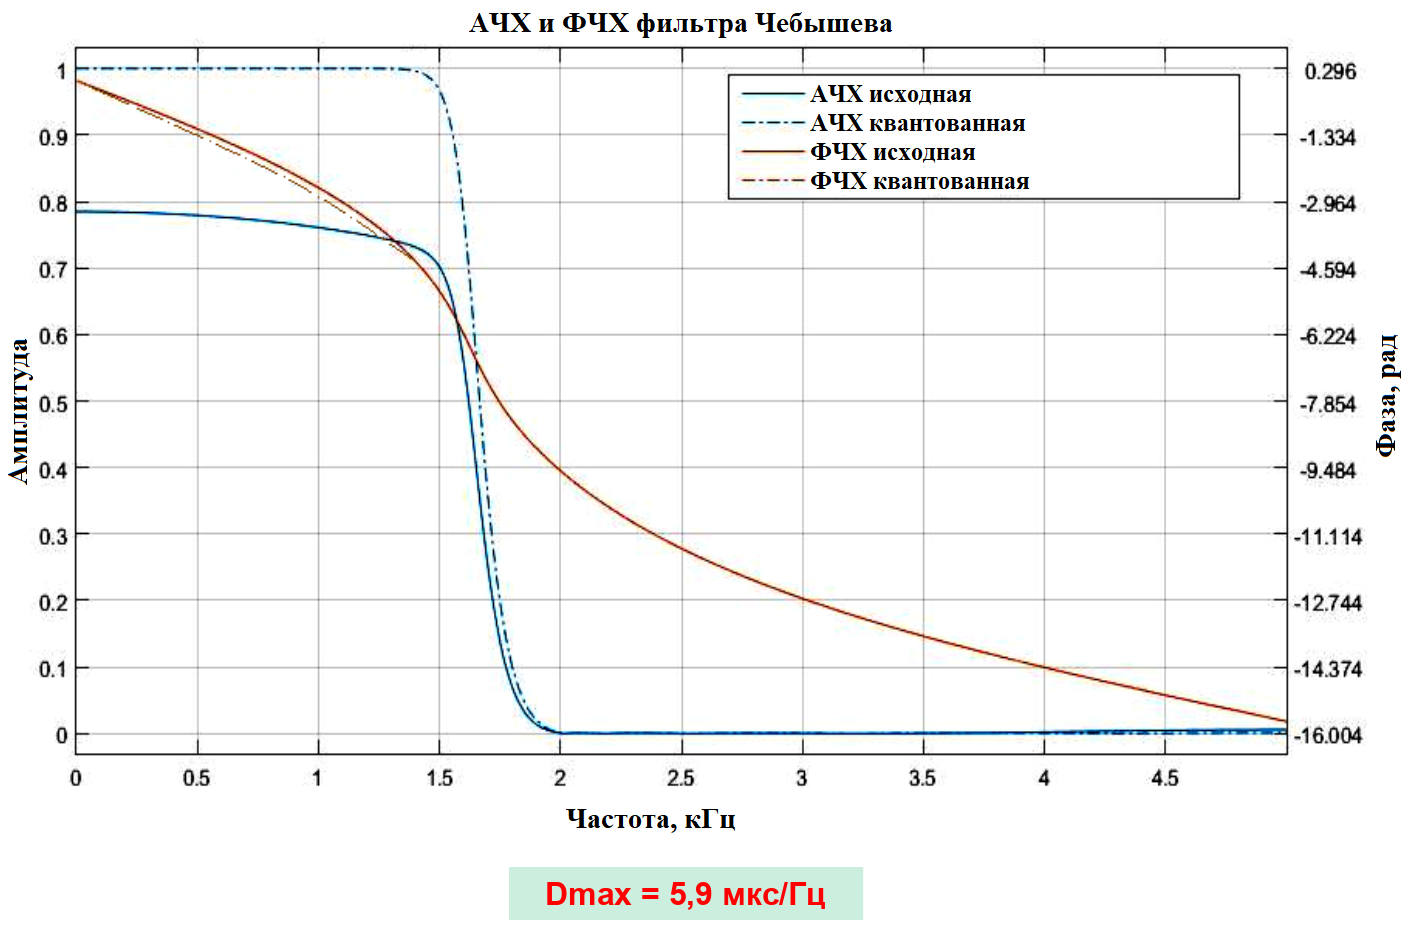 АЧХ и ФЧХ фильтра Чебышева
АЧХ исходная
АЧХ квантованная
ФЧХ исходная
ФЧХ квантованная
Амплитуда
1
0.9
0.8
0.7
0.6
0.5
0.4
0.3
0.2
0.1
0
0.296
-1.334
-2.964
-4.594
-6.224
-7.854
-9.484
-11.114
-12.744
-14.374
-16.004
Фаза, рад
0 0.5 1 1.5 2 2.5 3 3.5 4 4.5
Частота, кГц
Dmax = 5,9 мкс/Гц